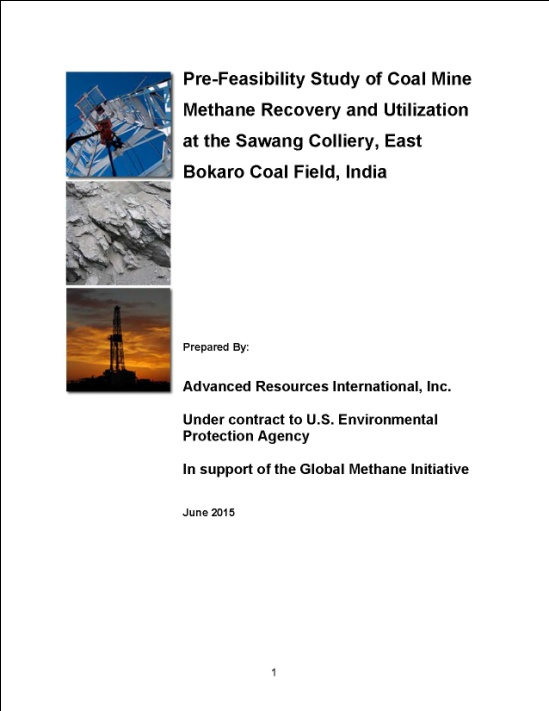 Pre-Feasibility Study of Coal Mine
Methane Recovery and Utilization
at the Sawang Colliery, East
Bokaro Coal Field, India
Prepared By:
Advanced Resources International, Inc.
Under contract to U.S. Environmental
Protection Agency
In support of the Global Methane Initiative
June 2015
1